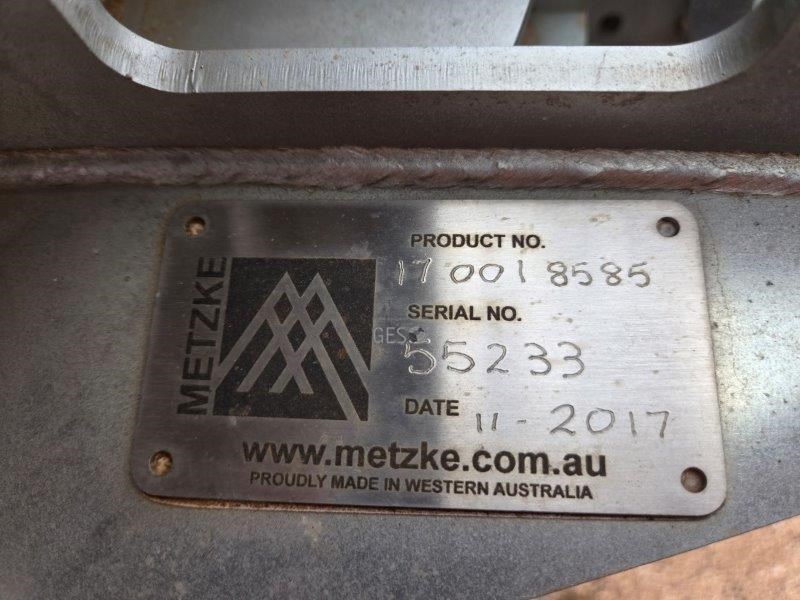 METZKE
PRODUCT NO.
17 001 8585
SERIAL NO.
GES
55233
DATE 11-2017
www.metzke.com.au
PROUDLY MADE IN WESTERN AUSTRALIA